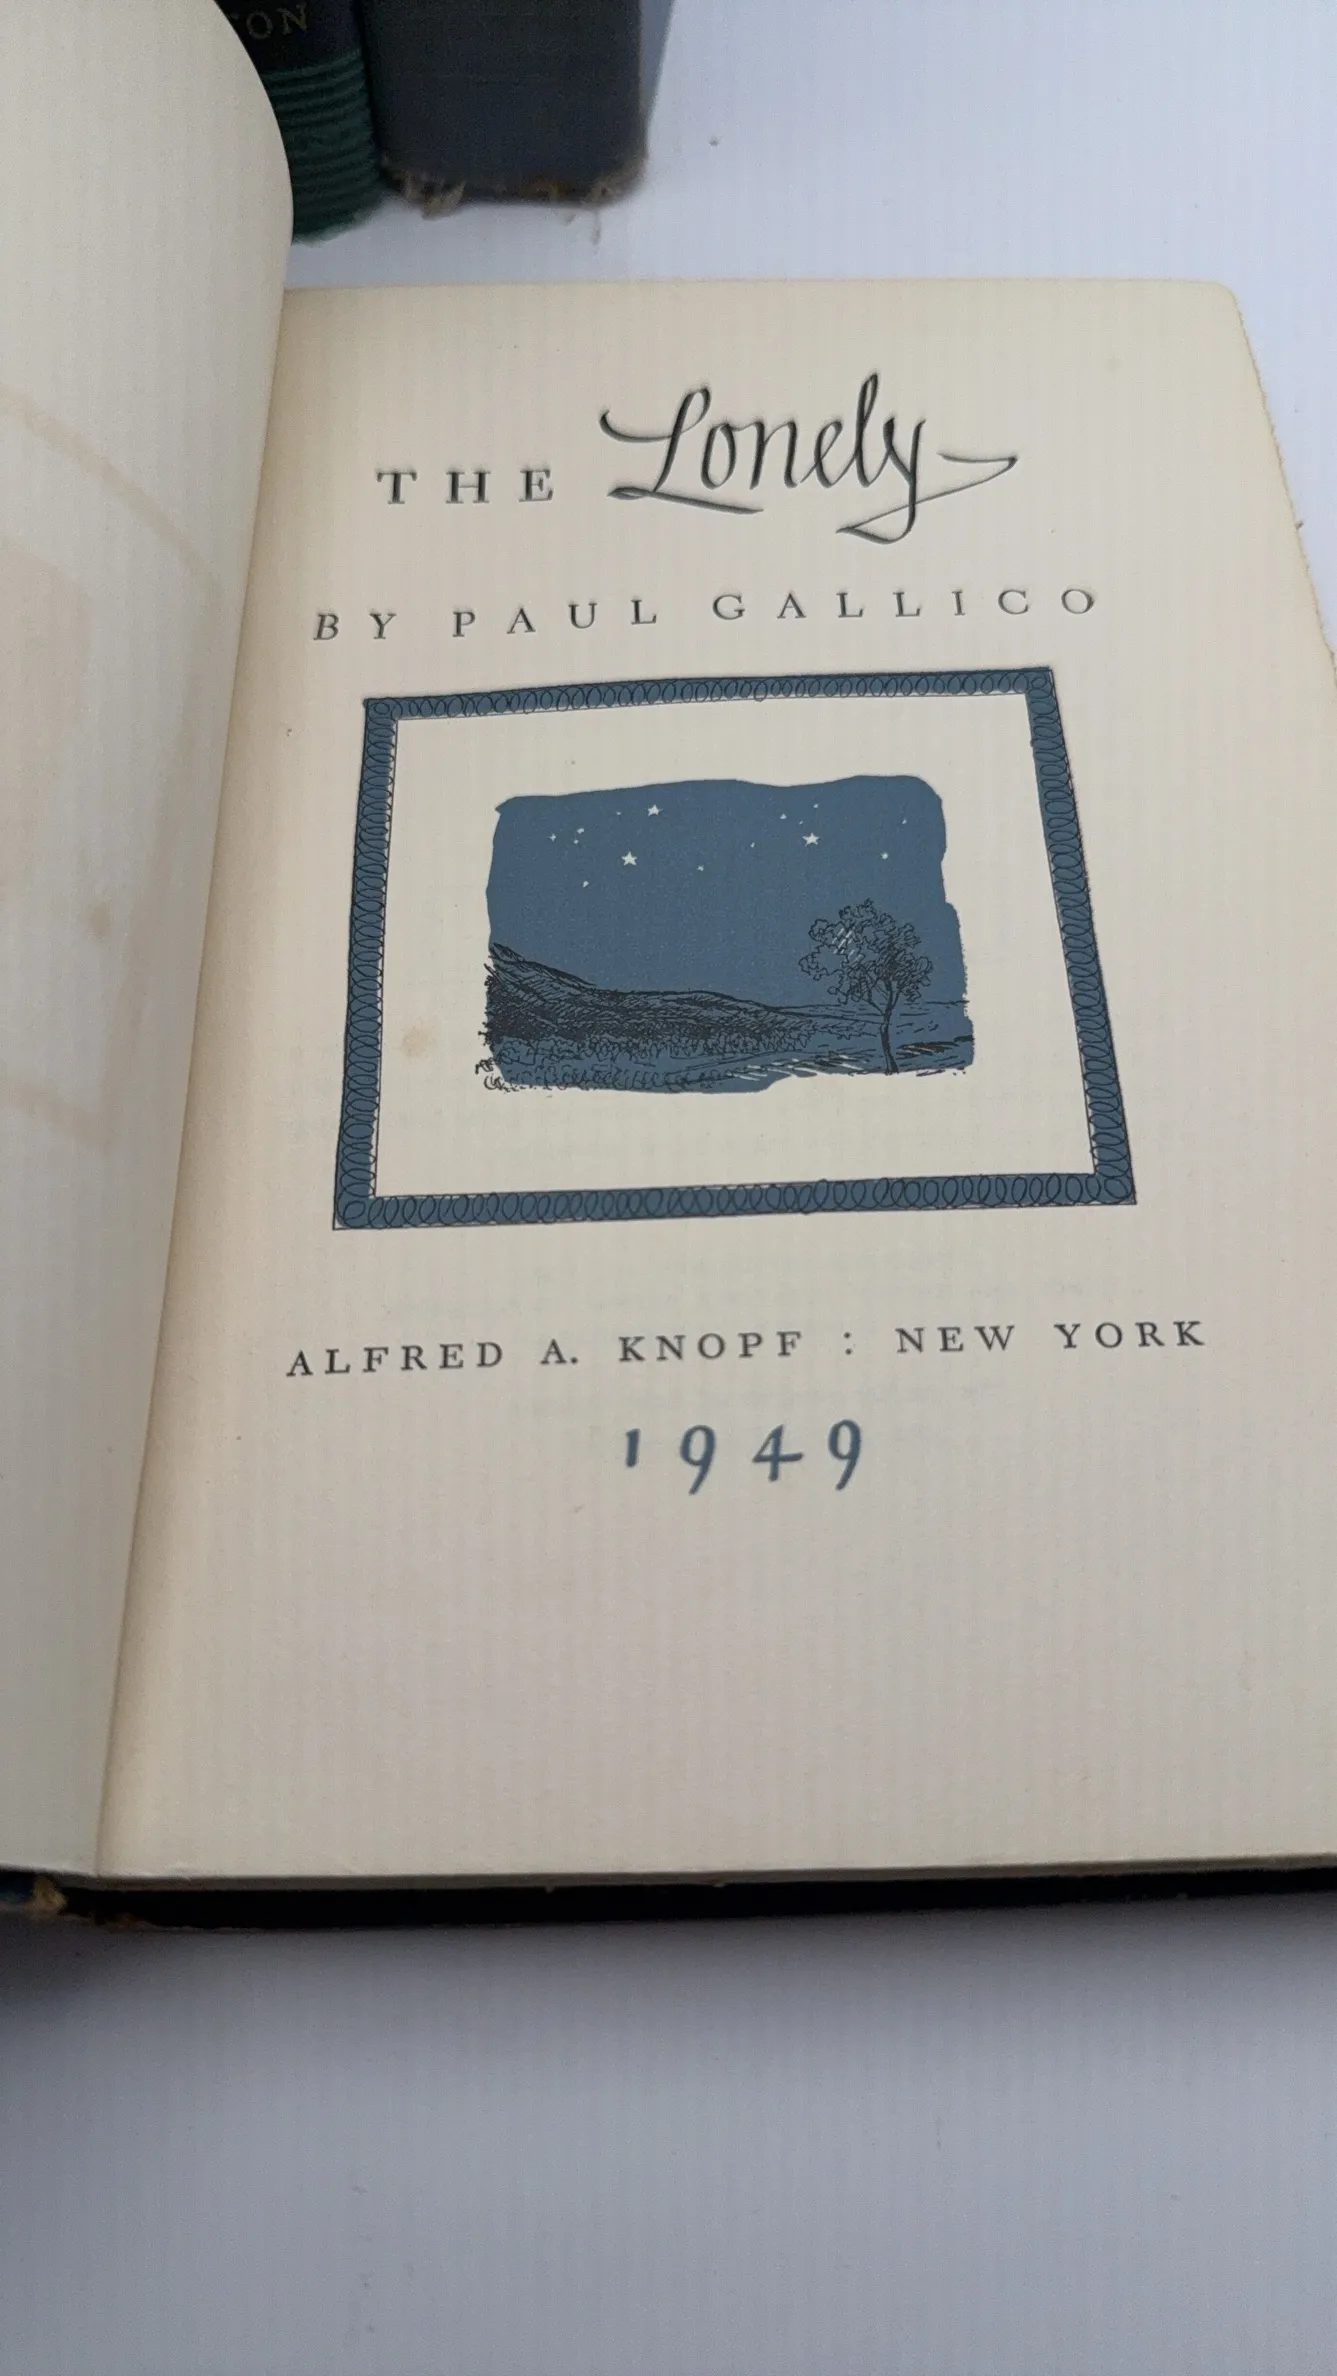 THE Lonely
BY PAUL GALLICO
ALFRED A. KNOPF : NEW YORK
1949